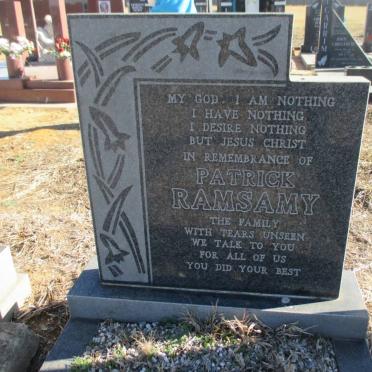 MY GOD. I AM NOTHING
I HAVE NOTHING
I DESIRE NOTHING
BUT JESUS CHRIST
IN REMEMBRANCE OF
PATRICK
RAMSAMY
THE FAMILY
WITH TEARS UNSEEN
WE TALK TO YOU
FOR ALL OF US
YOU DID YOUR BEST